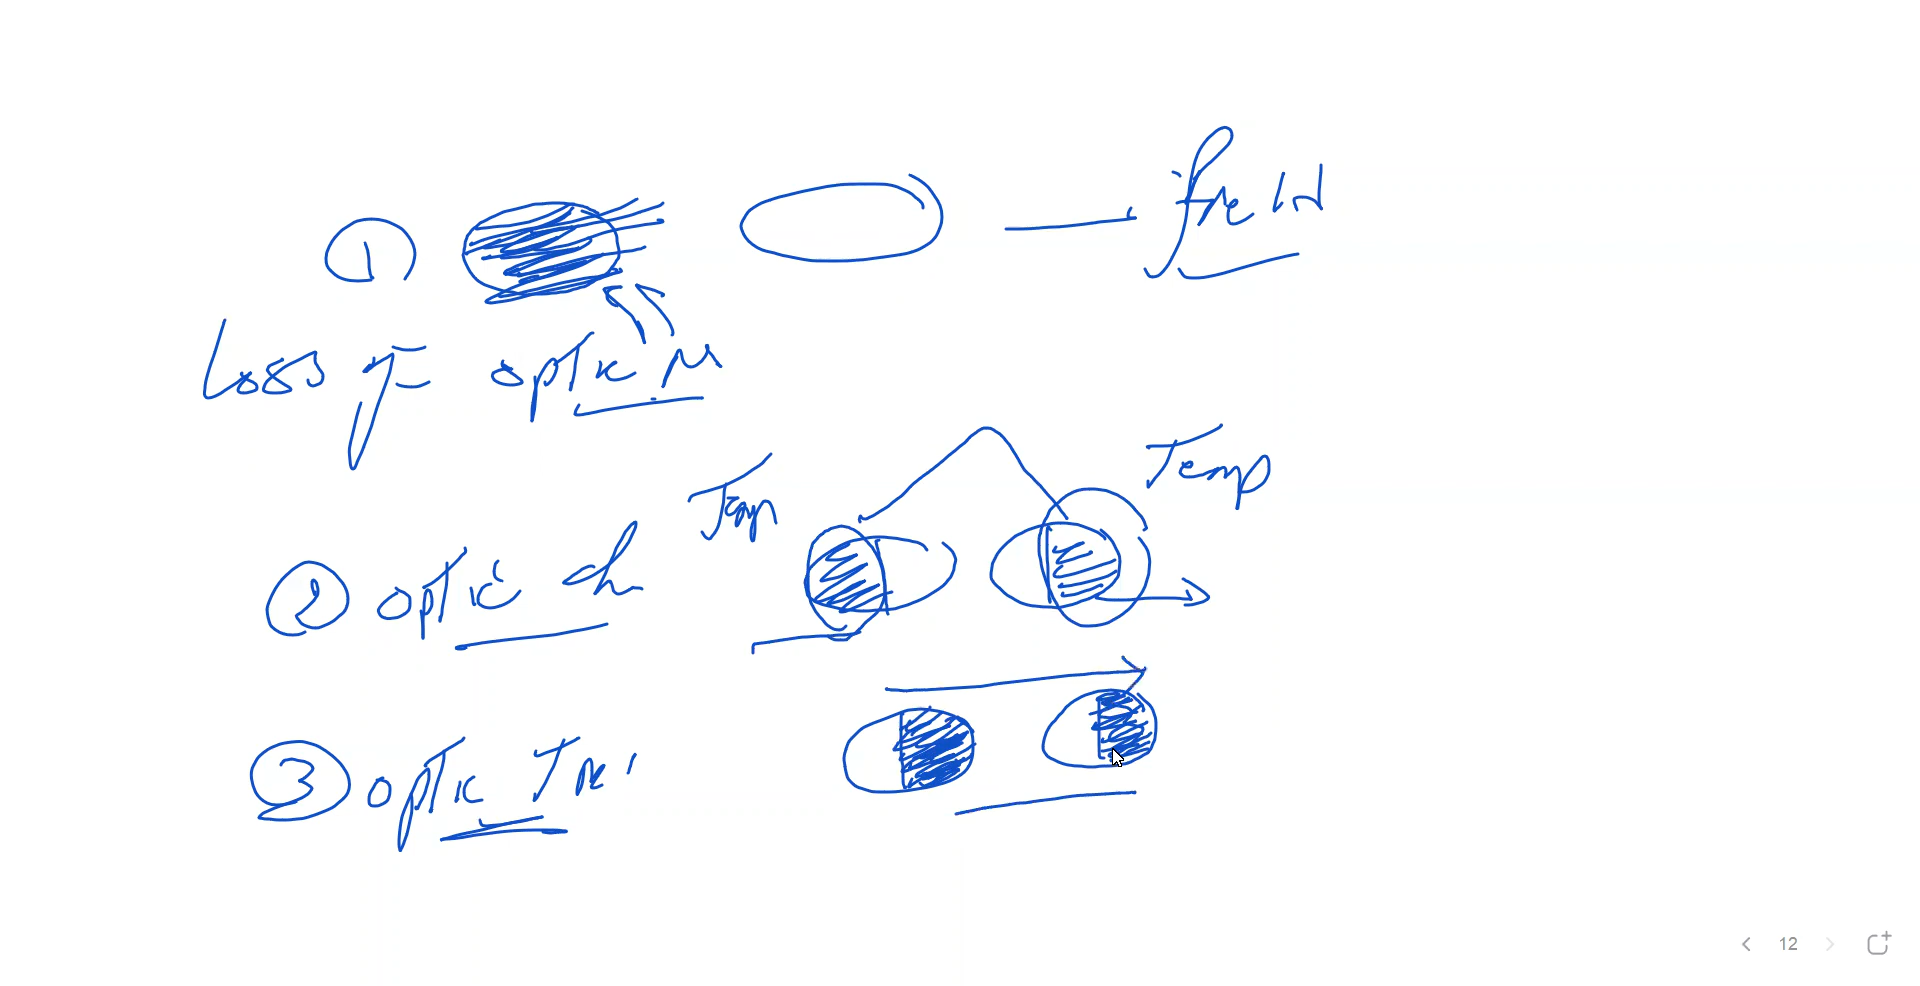 ① field
Loss of optic N
Temp Temp
② optic ch
③ optic Tr
12